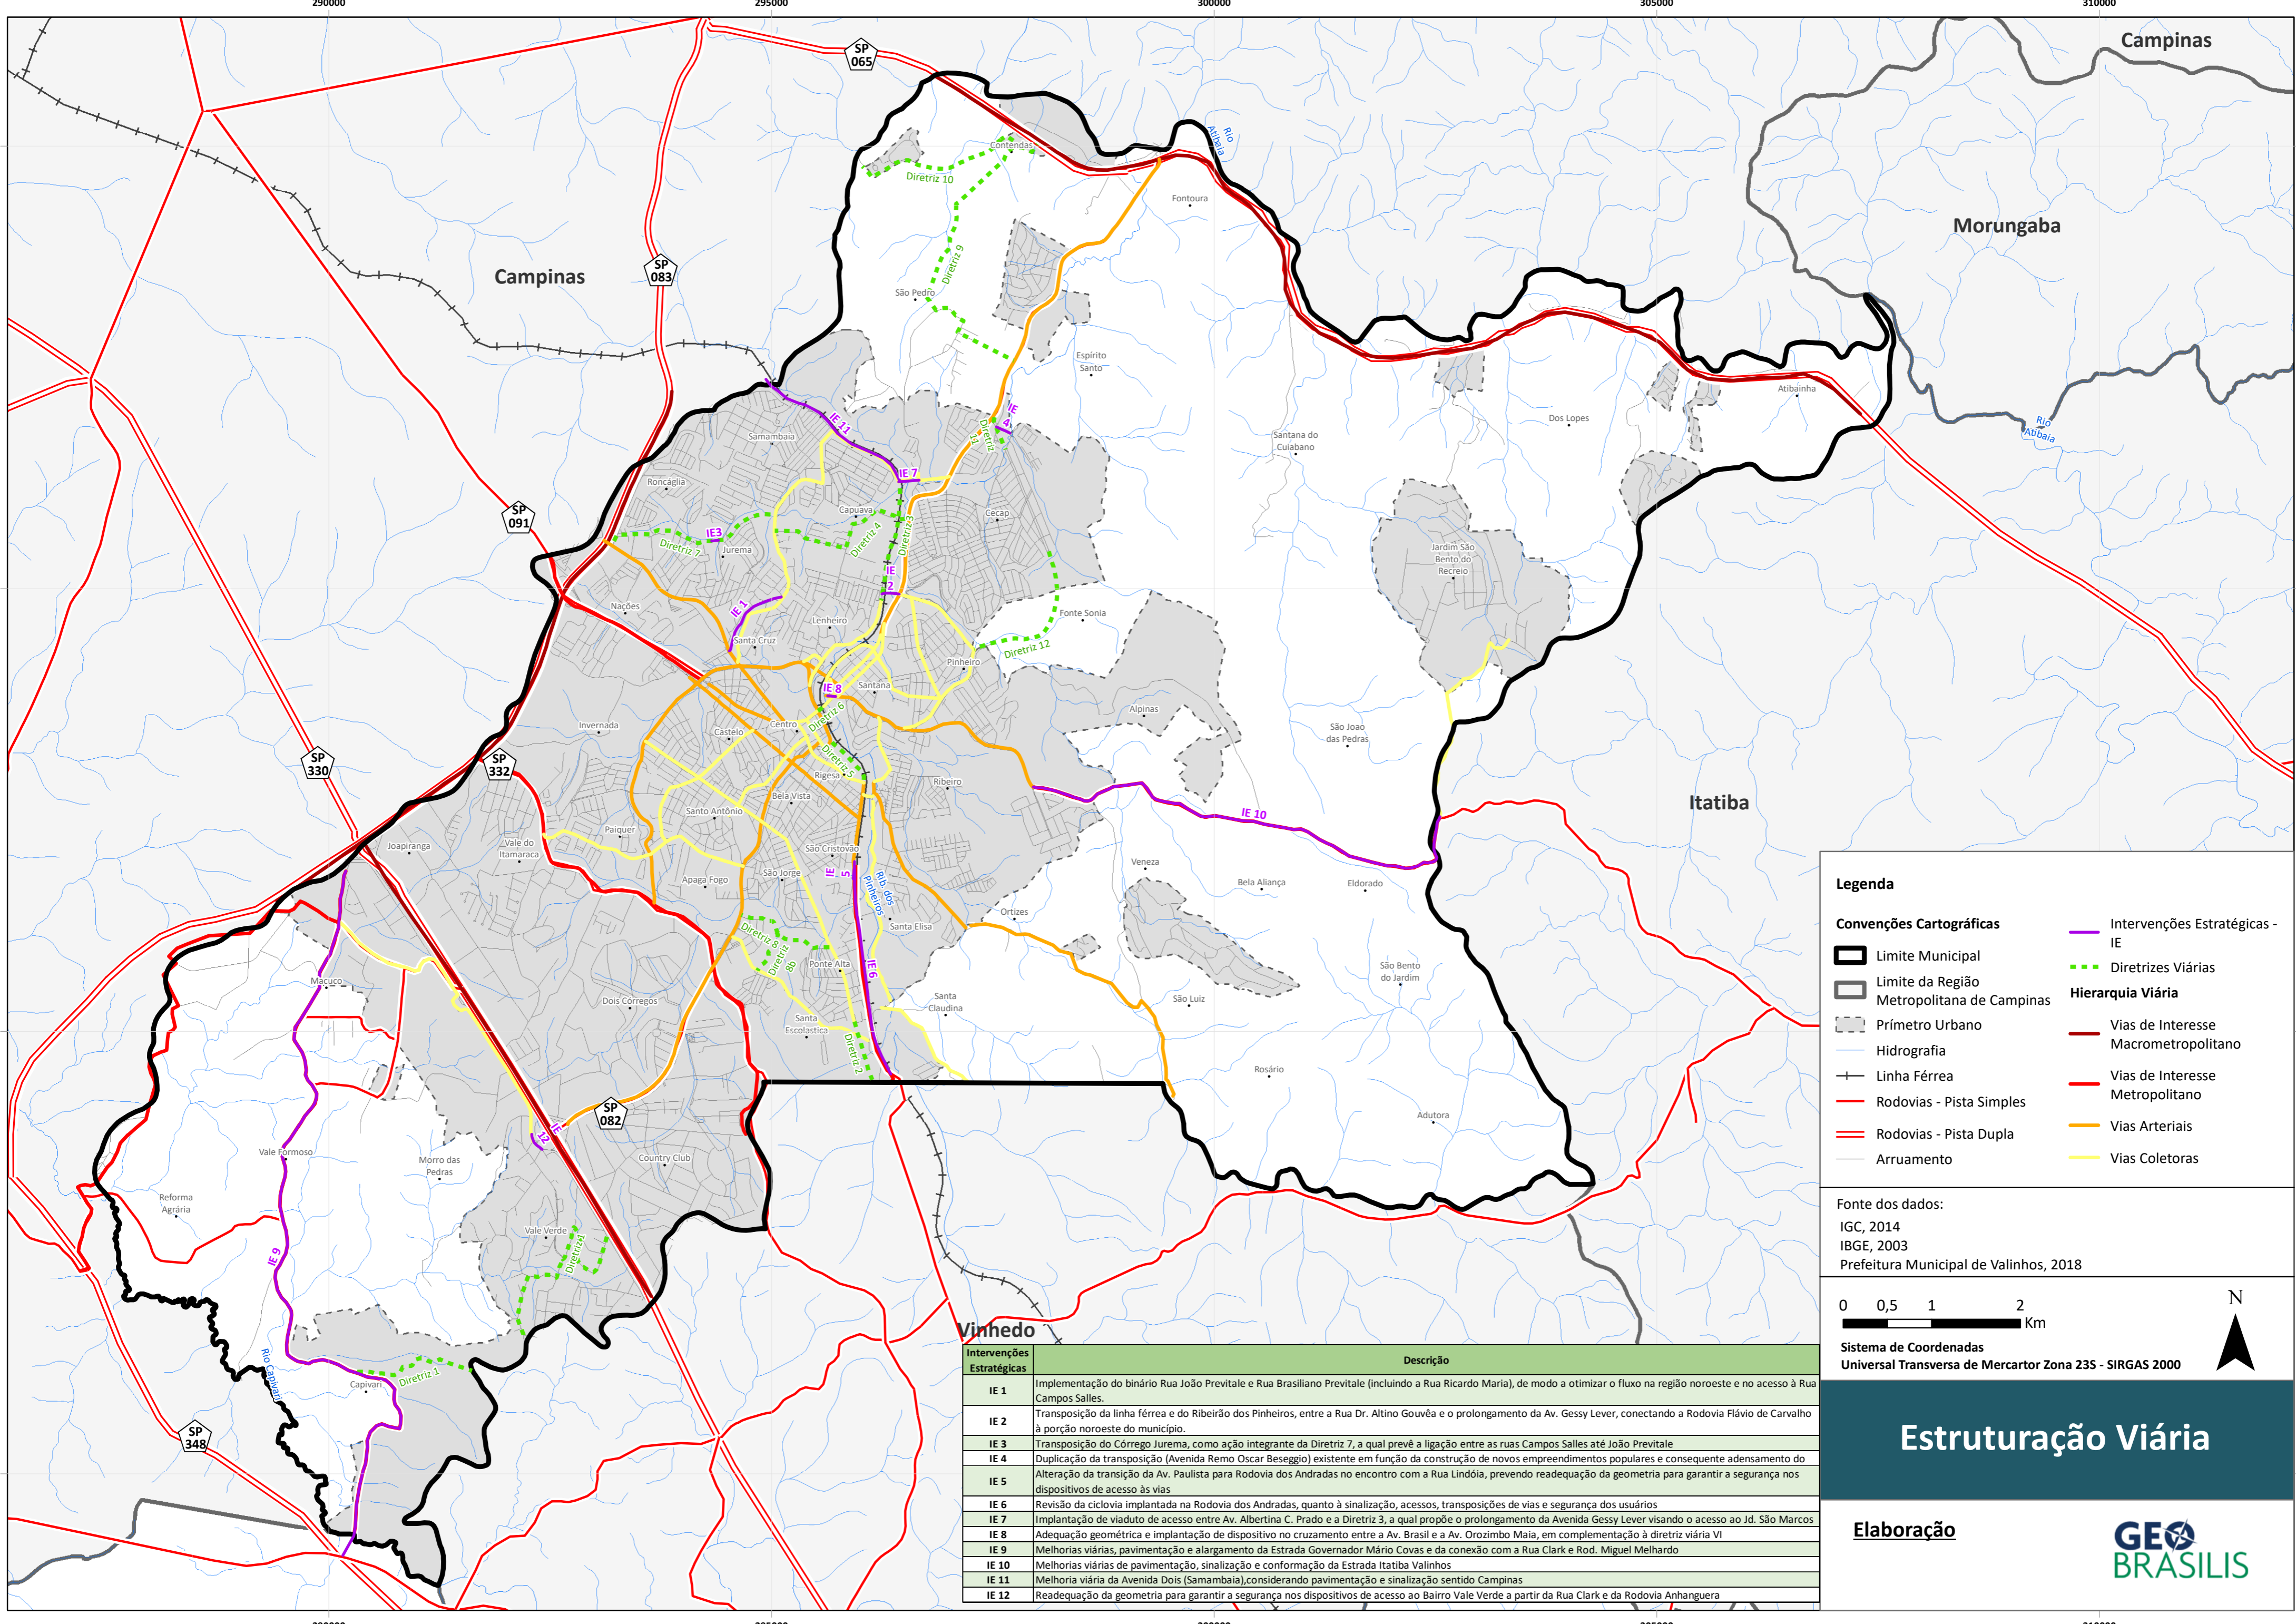 290000
295000
300000
305000
310000
Campinas
SP
065
Rio
Atibaia
Contendas
Diretriz 10
Fontoura
Morungaba
Campinas
SP
083
Diretriz 9
São Pedro
Espírito
Santo
Atibainha
Dos Lopes
Rio
Atibaia
IE 11
IE
4
Diretriz
11
Samambaia
Santana do
Cuiabano
IE 7
Roncáglia
Capuava
Cecap
SP
091
IE3
Diretriz 7
Jurema
Diretriz 4
Diretriz3
Jardim São
Bento do
Recreio
IE
2
Nações
IE 1
Lenheiro
Fonte Sonia
Santa Cruz
Diretriz 12
Pinheiro
IE 8
Santana
Alpinas
Diretriz 6
Invernada
Centro
Castelo
São Joao
das Pedras
SP
330
SP
332
Diretriz 5
Rigesa
Ribeiro
Bela Vista
Itatiba
Santo Antônio
IE 10
Paiquer
Joapiranga
Vale do
Itamaraca
São Cristovão
Veneza
Apaga Fogo
São Jorge
IE
5
Rib. dos
Pinheiros
Bela Aliança
Eldorado
Ortizes
Santa Elisa
Diretriz 8
Diretriz
8b
Ponte Alta
IE 6
São Bento
do Jardim
Macuco
Dois Córregos
Santa
Claudina
São Luiz
Santa
Escolastica
Diretriz 2
Rosário
SP
082
Adutora
IE
12
Vale Formoso
Morro das
Pedras
Country Club
Reforma
Agrária
Vale Verde
Diretriz1
IE 9
Vinhedo
Rio Capivari
Capivari
Diretriz 1
SP
348
Legenda
Convenções Cartográficas
Limite Municipal
Limite da Região
Metropolitana de Campinas
Prímetro Urbano
Hidrografia
Linha Férrea
Rodovias - Pista Simples
Rodovias - Pista Dupla
Arruamento
Intervenções Estratégicas -
IE
Diretrizes Viárias
Hierarquia Viária
Vias de Interesse
Macrometropolitano
Vias de Interesse
Metropolitano
Vias Arteriais
Vias Coletoras
Fonte dos dados:
IGC, 2014
IBGE, 2003
Prefeitura Municipal de Valinhos, 2018
0 0,5 1 2
Km
N
Sistema de Coordenadas
Universal Transversa de Mercartor Zona 23S - SIRGAS 2000
Estruturação Viária
Elaboração
GEO
BRASILIS
Intervenções
Estratégicas
Descrição
IE 1 Implementação do binário Rua João Previtale e Rua Brasiliano Previtale (incluindo a Rua Ricardo Maria), de modo a otimizar o fluxo na região noroeste e no acesso à Rua
Campos Salles.
IE 2 Transposição da linha férrea e do Ribeirão dos Pinheiros, entre a Rua Dr. Altino Gouvêa e o prolongamento da Av. Gessy Lever, conectando a Rodovia Flávio de Carvalho
à porção noroeste do município.
IE 3 Transposição do Córrego Jurema, como ação integrante da Diretriz 7, a qual prevê a ligação entre as ruas Campos Salles até João Previtale
IE 4 Duplicação da transposição (Avenida Remo Oscar Beseggio) existente em função da construção de novos empreendimentos populares e consequente adensamento do
IE 5 Alteração da transição da Av. Paulista para Rodovia dos Andradas no encontro com a Rua Lindóia, prevendo readequação da geometria para garantir a segurança nos
dispositivos de acesso às vias
IE 6 Revisão da ciclovia implantada na Rodovia dos Andradas, quanto à sinalização, acessos, transposições de vias e segurança dos usuários
IE 7 Implantação de viaduto de acesso entre Av. Albertina C. Prado e a Diretriz 3, a qual propõe o prolongamento da Avenida Gessy Lever visando o acesso ao Jd. São Marcos
IE 8 Adequação geométrica e implantação de dispositivo no cruzamento entre a Av. Brasil e a Av. Orozimbo Maia, em complementação à diretriz viária VI
IE 9 Melhorias viárias, pavimentação e alargamento da Estrada Governador Mário Covas e da conexão com a Rua Clark e Rod. Miguel Melhardo
IE 10 Melhorias viárias de pavimentação, sinalização e conformação da Estrada Itatiba Valinhos
IE 11 Melhoria viária da Avenida Dois (Samambaia),considerando pavimentação e sinalização sentido Campinas
IE 12 Readequação da geometria para garantir a segurança nos dispositivos de acesso ao Bairro Vale Verde a partir da Rua Clark e da Rodovia Anhanguera